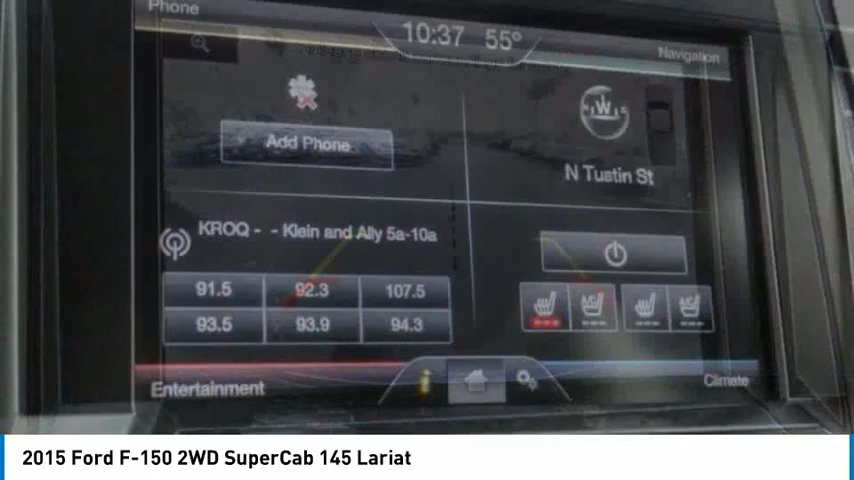 Phone
10:37 55°
Navigation
Add Phone
W
N Tustin St
KROQ - - Klein and Ally 5a-10a
91.5 92.3 107.5
93.5 93.9 94.3
A/C A/C
Entertainment
i
Climate
2015 Ford F-150 2WD SuperCab 145 Lariat